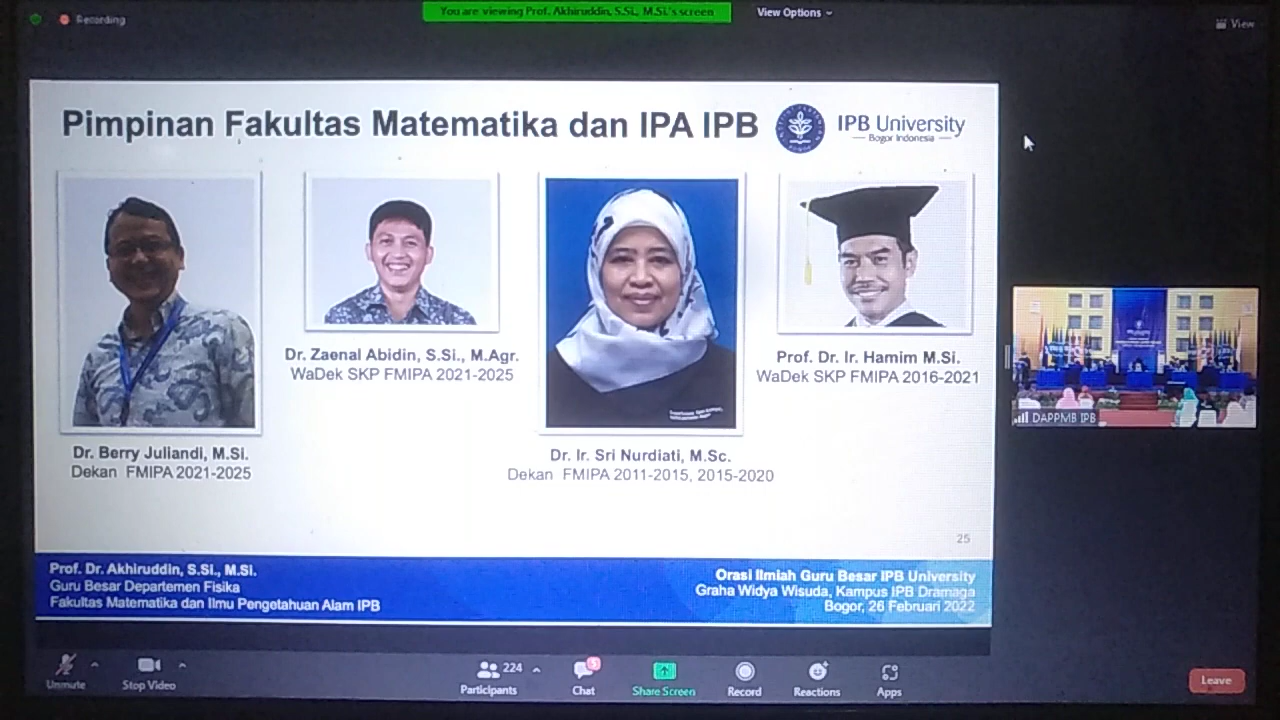 Recording
You are viewing Prof. Akhiruddin, S.Si., M.Si.'s screen
View Options
View
Pimpinan Fakultas Matematika dan IPA IPB
IPB University
Bogor Indonesia
Dr. Berry Juliandi, M.Si.
Dekan FMIPA 2021-2025
Dr. Zaenal Abidin, S.Si., M.Agr.
WaDek SKP FMIPA 2021-2025
Dr. Ir. Sri Nurdiati, M.Sc.
Dekan FMIPA 2011-2015, 2015-2020
Prof. Dr. Ir. Hamim M.Si.
WaDek SKP FMIPA 2016-2021
25
Prof. Dr. Akhiruddin, S.Si., M.Si.
Guru Besar Departemen Fisika
Fakultas Matematika dan Ilmu Pengetahuan Alam IPB
Orasi Ilmiah Guru Besar IPB University
Graha Widya Wisuda, Kampus IPB Dramaga
Bogor, 26 Februari 2022
DAPPMB IPB
Unmute
Stop Video
224
Participants
5
Chat
Share Screen
Record
Reactions
Apps
Leave